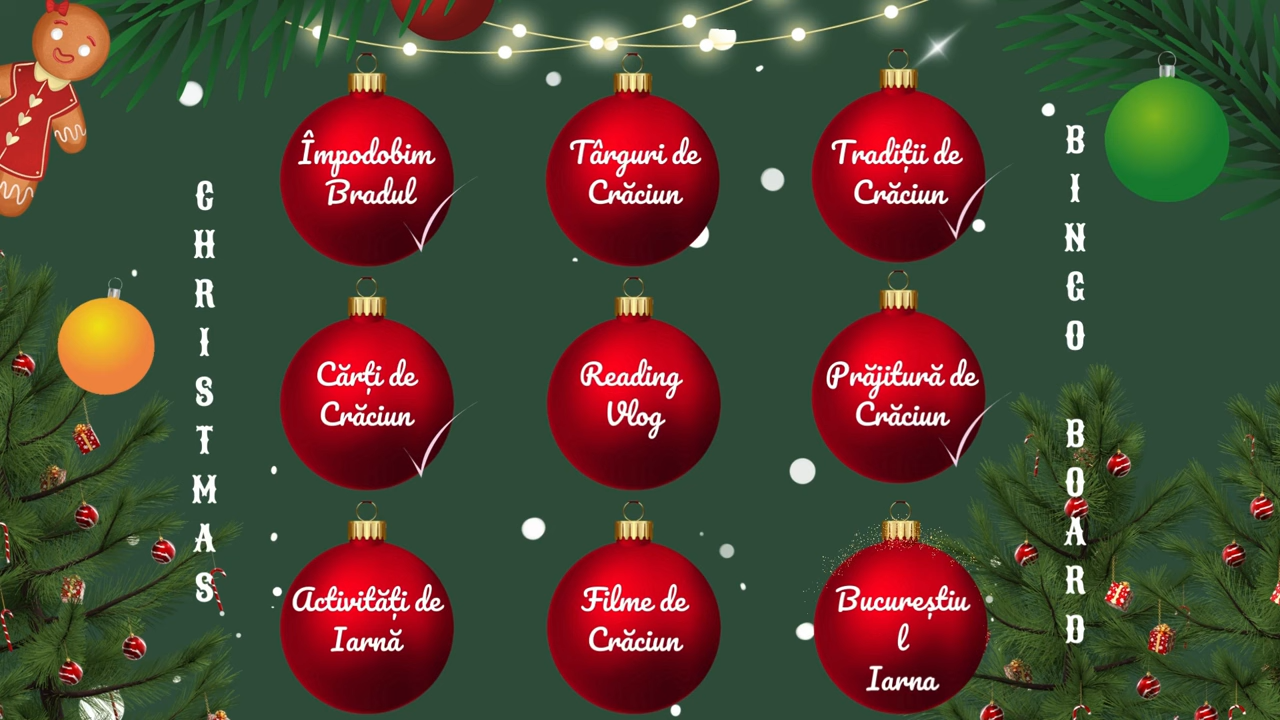 CHRISTMAS
Împodobim
Bradul
Târguri de
Crăciun
Tradiții de
Crăciun
Cărți de
Crăciun
Reading
Vlog
Prăjitură de
Crăciun
Activități de
Iarnă
Filme de
Crăciun
Bucureștiu
l
Iarna
BINGO BOARD